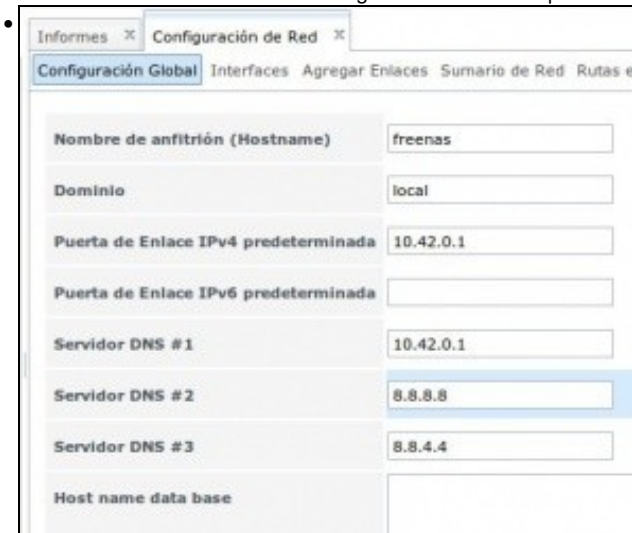 Informes x Configuración de Red x
Configuración Global Interfaces Agregar Enlaces Sumario de Red Rutas
Nombre de anfitrión (Hostname) freenas
Dominio local
Puerta de Enlace IPv4 predeterminada 10.42.0.1
Puerta de Enlace IPv6 predeterminada
Servidor DNS #1 10.42.0.1
Servidor DNS #2 8.8.8.8
Servidor DNS #3 8.8.4.4
Host name data base